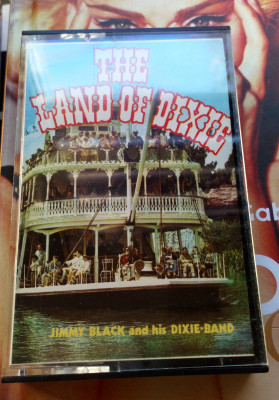 THE
LAND OF DIXIE
JIMMY BLACK and his DIXIE-BAND